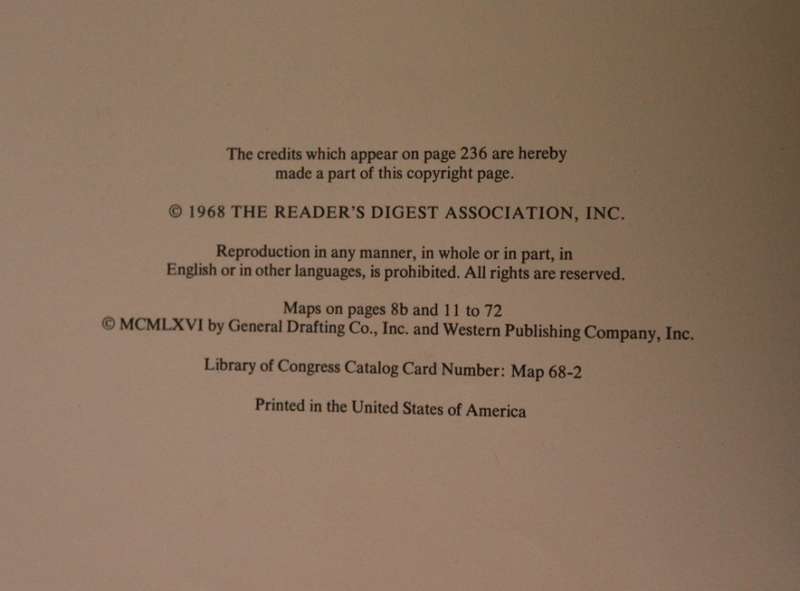 The credits which appear on page 236 are hereby
made a part of this copyright page.
© 1968 THE READER'S DIGEST ASSOCIATION, INC.
Reproduction in any manner, in whole or in part, in
English or in other languages, is prohibited. All rights are reserved.
Maps on pages 8b and 11 to 72
© MCMLXVI by General Drafting Co., Inc. and Western Publishing Company, Inc.
Library of Congress Catalog Card Number: Map 68-2
Printed in the United States of America